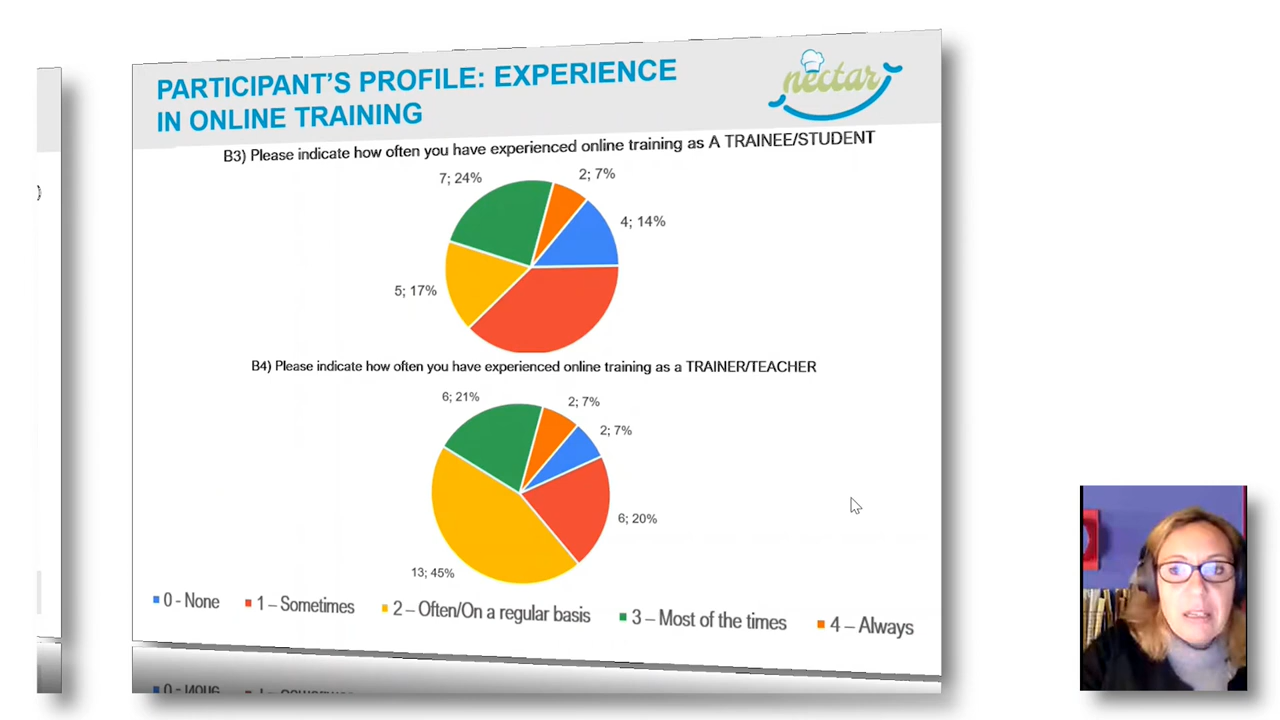 PARTICIPANT'S PROFILE: EXPERIENCE
IN ONLINE TRAINING
nectar
B3) Please indicate how often you have experienced online training as A TRAINEE/STUDENT
7; 24%
2; 7%
4; 14%
5; 17%
B4) Please indicate how often you have experienced online training as a TRAINER/TEACHER
6; 21%
2; 7%
2; 7%
6; 20%
13; 45%
0 - None
1 – Sometimes
2 – Often/On a regular basis
3 – Most of the times
4 – Always